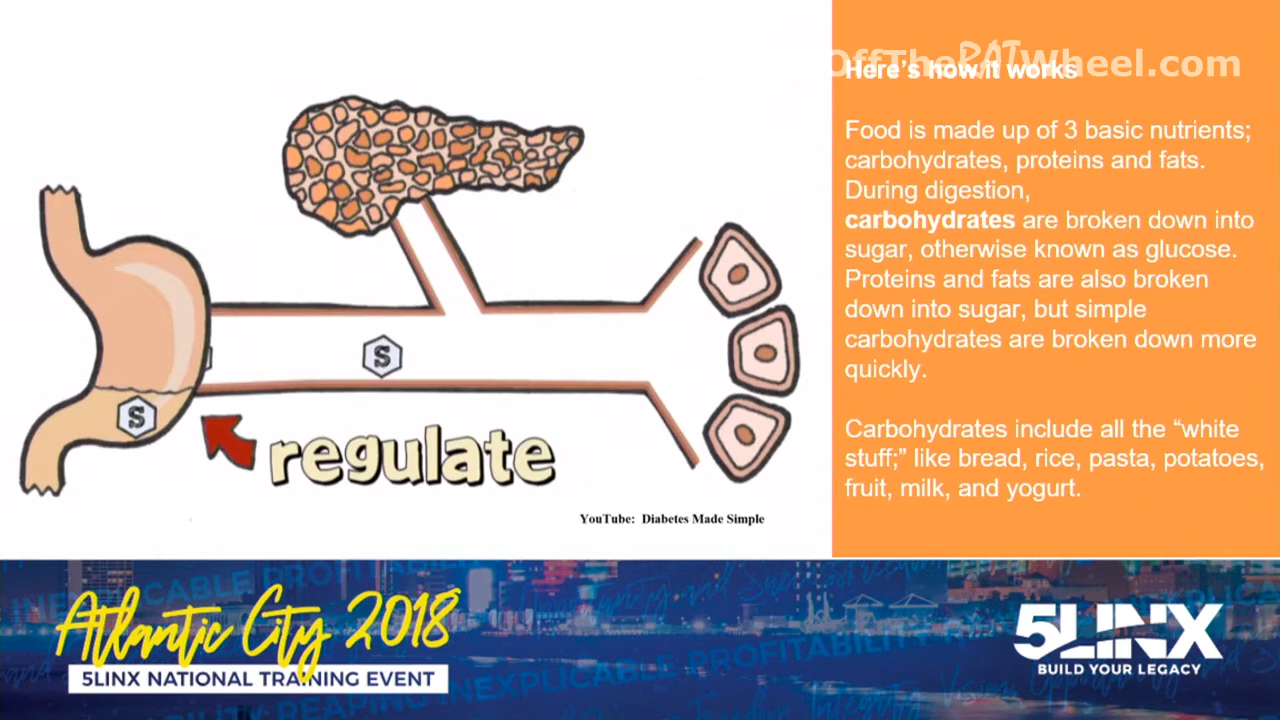 OffTheRATWheel.com
Here's how it works
Food is made up of 3 basic nutrients;
carbohydrates, proteins and fats.
During digestion,
carbohydrates are broken down into
sugar, otherwise known as glucose.
Proteins and fats are also broken
down into sugar, but simple
carbohydrates are broken down more
quickly.
Carbohydrates include all the “white
stuff;” like bread, rice, pasta, potatoes,
fruit, milk, and yogurt.
S
S
regulate
YouTube: Diabetes Made Simple
Atlantic City 2018
5LINX NATIONAL TRAINING EVENT
5LINX
BUILD YOUR LEGACY
INEXPLICABLE PROFITABILITY